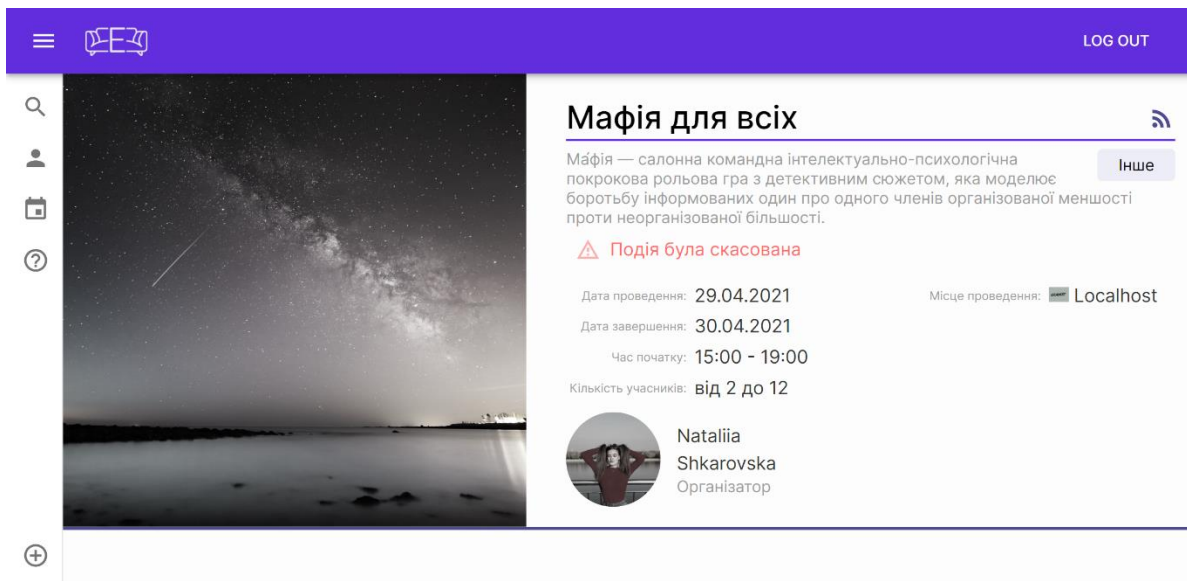 LOG OUT
Мафія для всіх
Ма́фія — салонна командна інтелектуально-психологічна
Інше
покрокова рольова гра з детективним сюжетом, яка моделює
боротьбу інформованих один про одного членів організованої меншості
проти неорганізованої більшості.
Подія була скасована
Дата проведення: 29.04.2021
Місце проведення: Localhost
Дата завершення: 30.04.2021
Час початку: 15:00 - 19:00
Кількість учасників: від 2 до 12
Nataliia
Shkarovska
Організатор